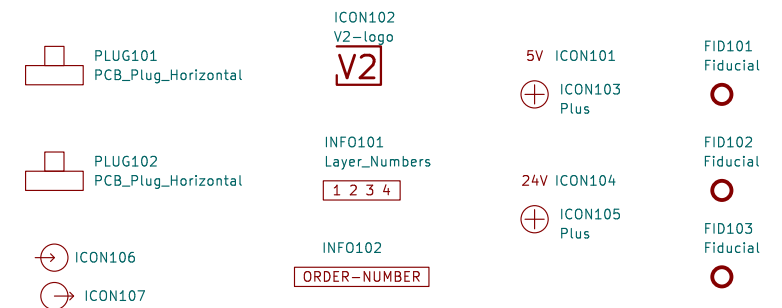 PLUG101
PCB_Plug_Horizontal
PLUG102
PCB_Plug_Horizontal
ICON106
ICON107
ICON102
V2-logo
V2
INFO101
Layer_Numbers
1 2 3 4
INFO102
ORDER-NUMBER
5V ICON101
ICON103
Plus
24V ICON104
ICON105
Plus
FID101
Fiducial
FID102
Fiducial
FID103
Fiducial